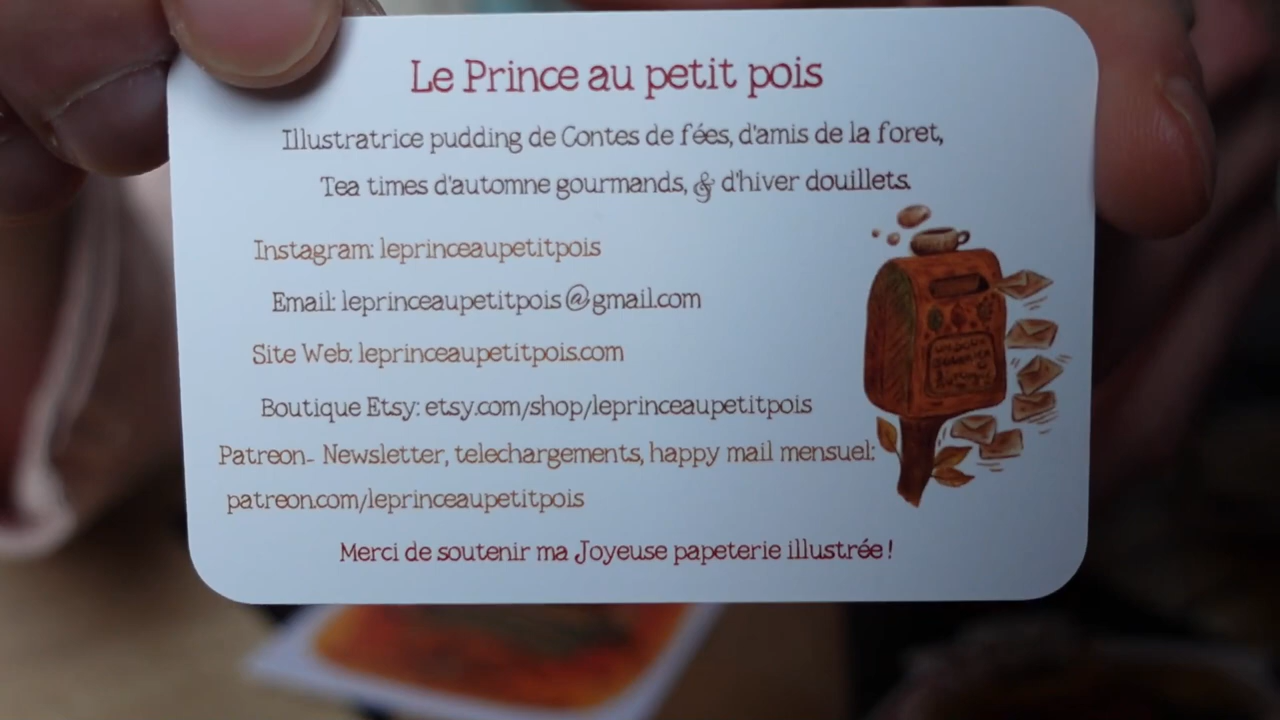 Le Prince au petit pois
Illustratrice pudding de Contes de fées, d'amis de la foret,
Tea times d'automne gourmands, & d'hiver douillets.
Instagram: leprinceaupetitpois
Email: leprinceaupetitpois@gmail.com
Site Web: leprinceaupetitpois.com
Boutique Etsy: etsy.com/shop/leprinceaupetitpois
Patreon- Newsletter, telechargements, happy mail mensuel:
patreon.com/leprinceaupetitpois
Merci de soutenir ma Joyeuse papeterie illustrée !